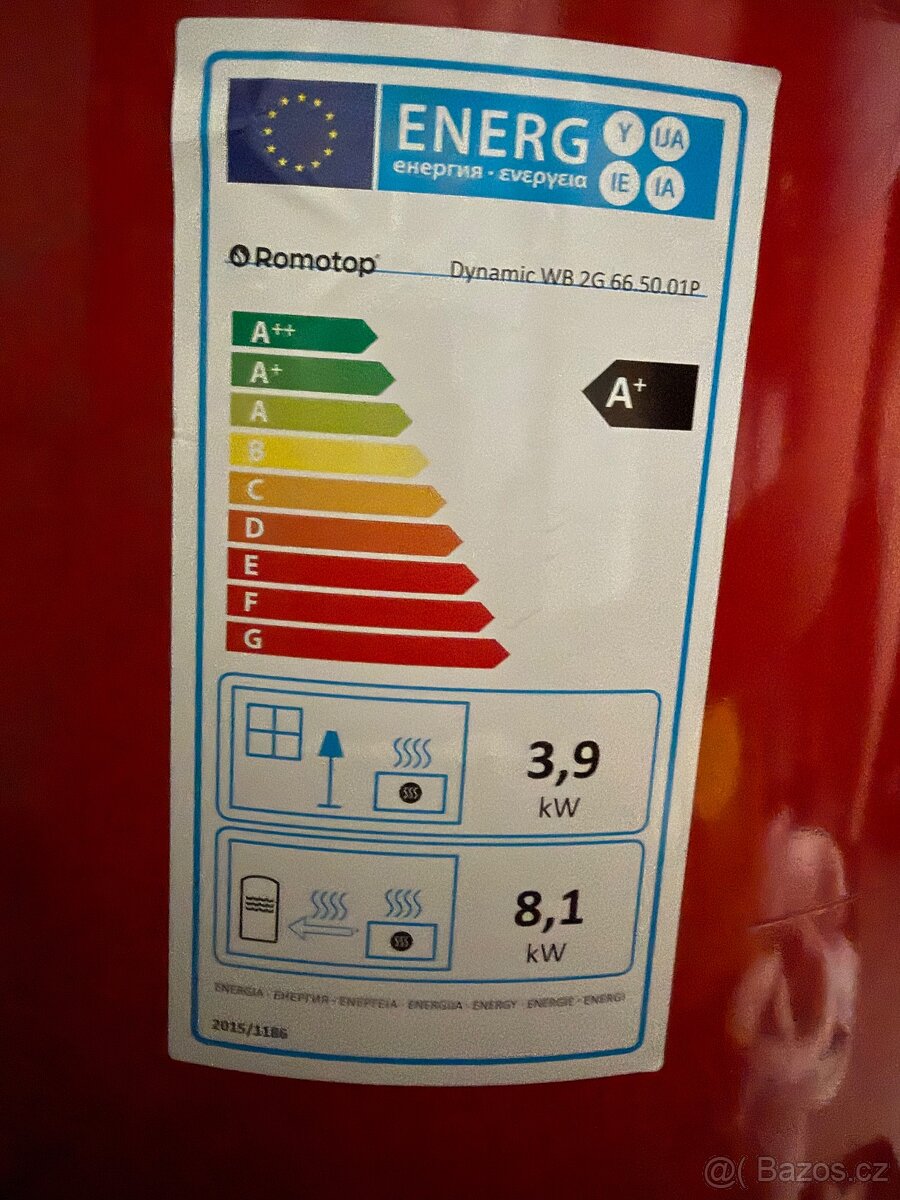 ENERG Y IJA
ЕНЕРГИЯ · ΕΝΕΡΓΕΙΑ IE IA
Romotop Dynamic WB 2G 66.50.01P
A++
A+ A+
A
B
C
D
E
F
G
3,9
kW
8,1
kW
ENERGIA · ЕНЕРГИЯ · ΕΝΕΡΓΕΙΑ · ENERGIJA · ENERGY · ENERGIE · ENERGI
2015/1186
@( Bazos.cz